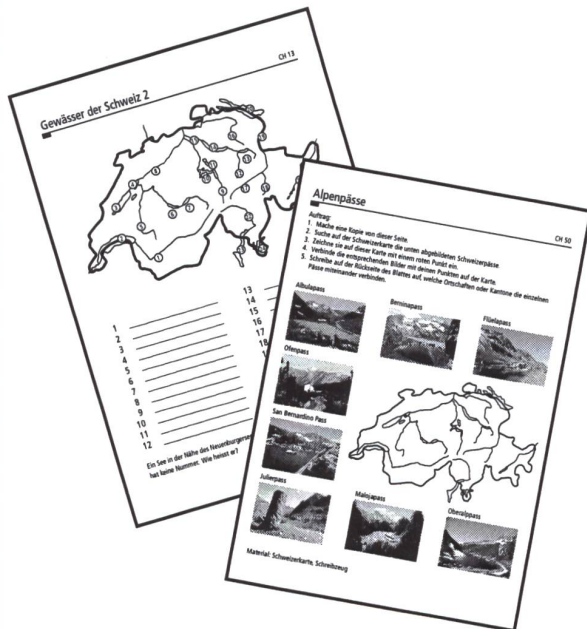 CH 13
Gewässer der Schweiz 2
1
2
3
4
5
6
7
8
9
10
11
12
13
14
15
16
17
18
Ein See in der Nähe des Neuenburgerse
hat keine Nummer. Wie heisst er?
CH 50
Alpenpässe
Auftrag:
1. Mache eine Kopie von dieser Seite.
2. Suche auf der Schweizerkarte die unten abgebildeten Schweizerpässe.
3. Zeichne sie auf dieser Karte mit einem roten Punkt ein.
4. Verbinde die entsprechenden Bilder mit deinen Punkten auf der Karte.
5. Schreibe auf der Rückseite des Blattes auf, welche Ortschaften oder Kantone die einzelnen
Pässe miteinander verbinden.
Albulapass
Berninapass
Flüelapass
Ofenpass
San Bernardino Pass
Julierpass
Malojapass
Oberalppass
Material: Schweizerkarte, Schreibzeug